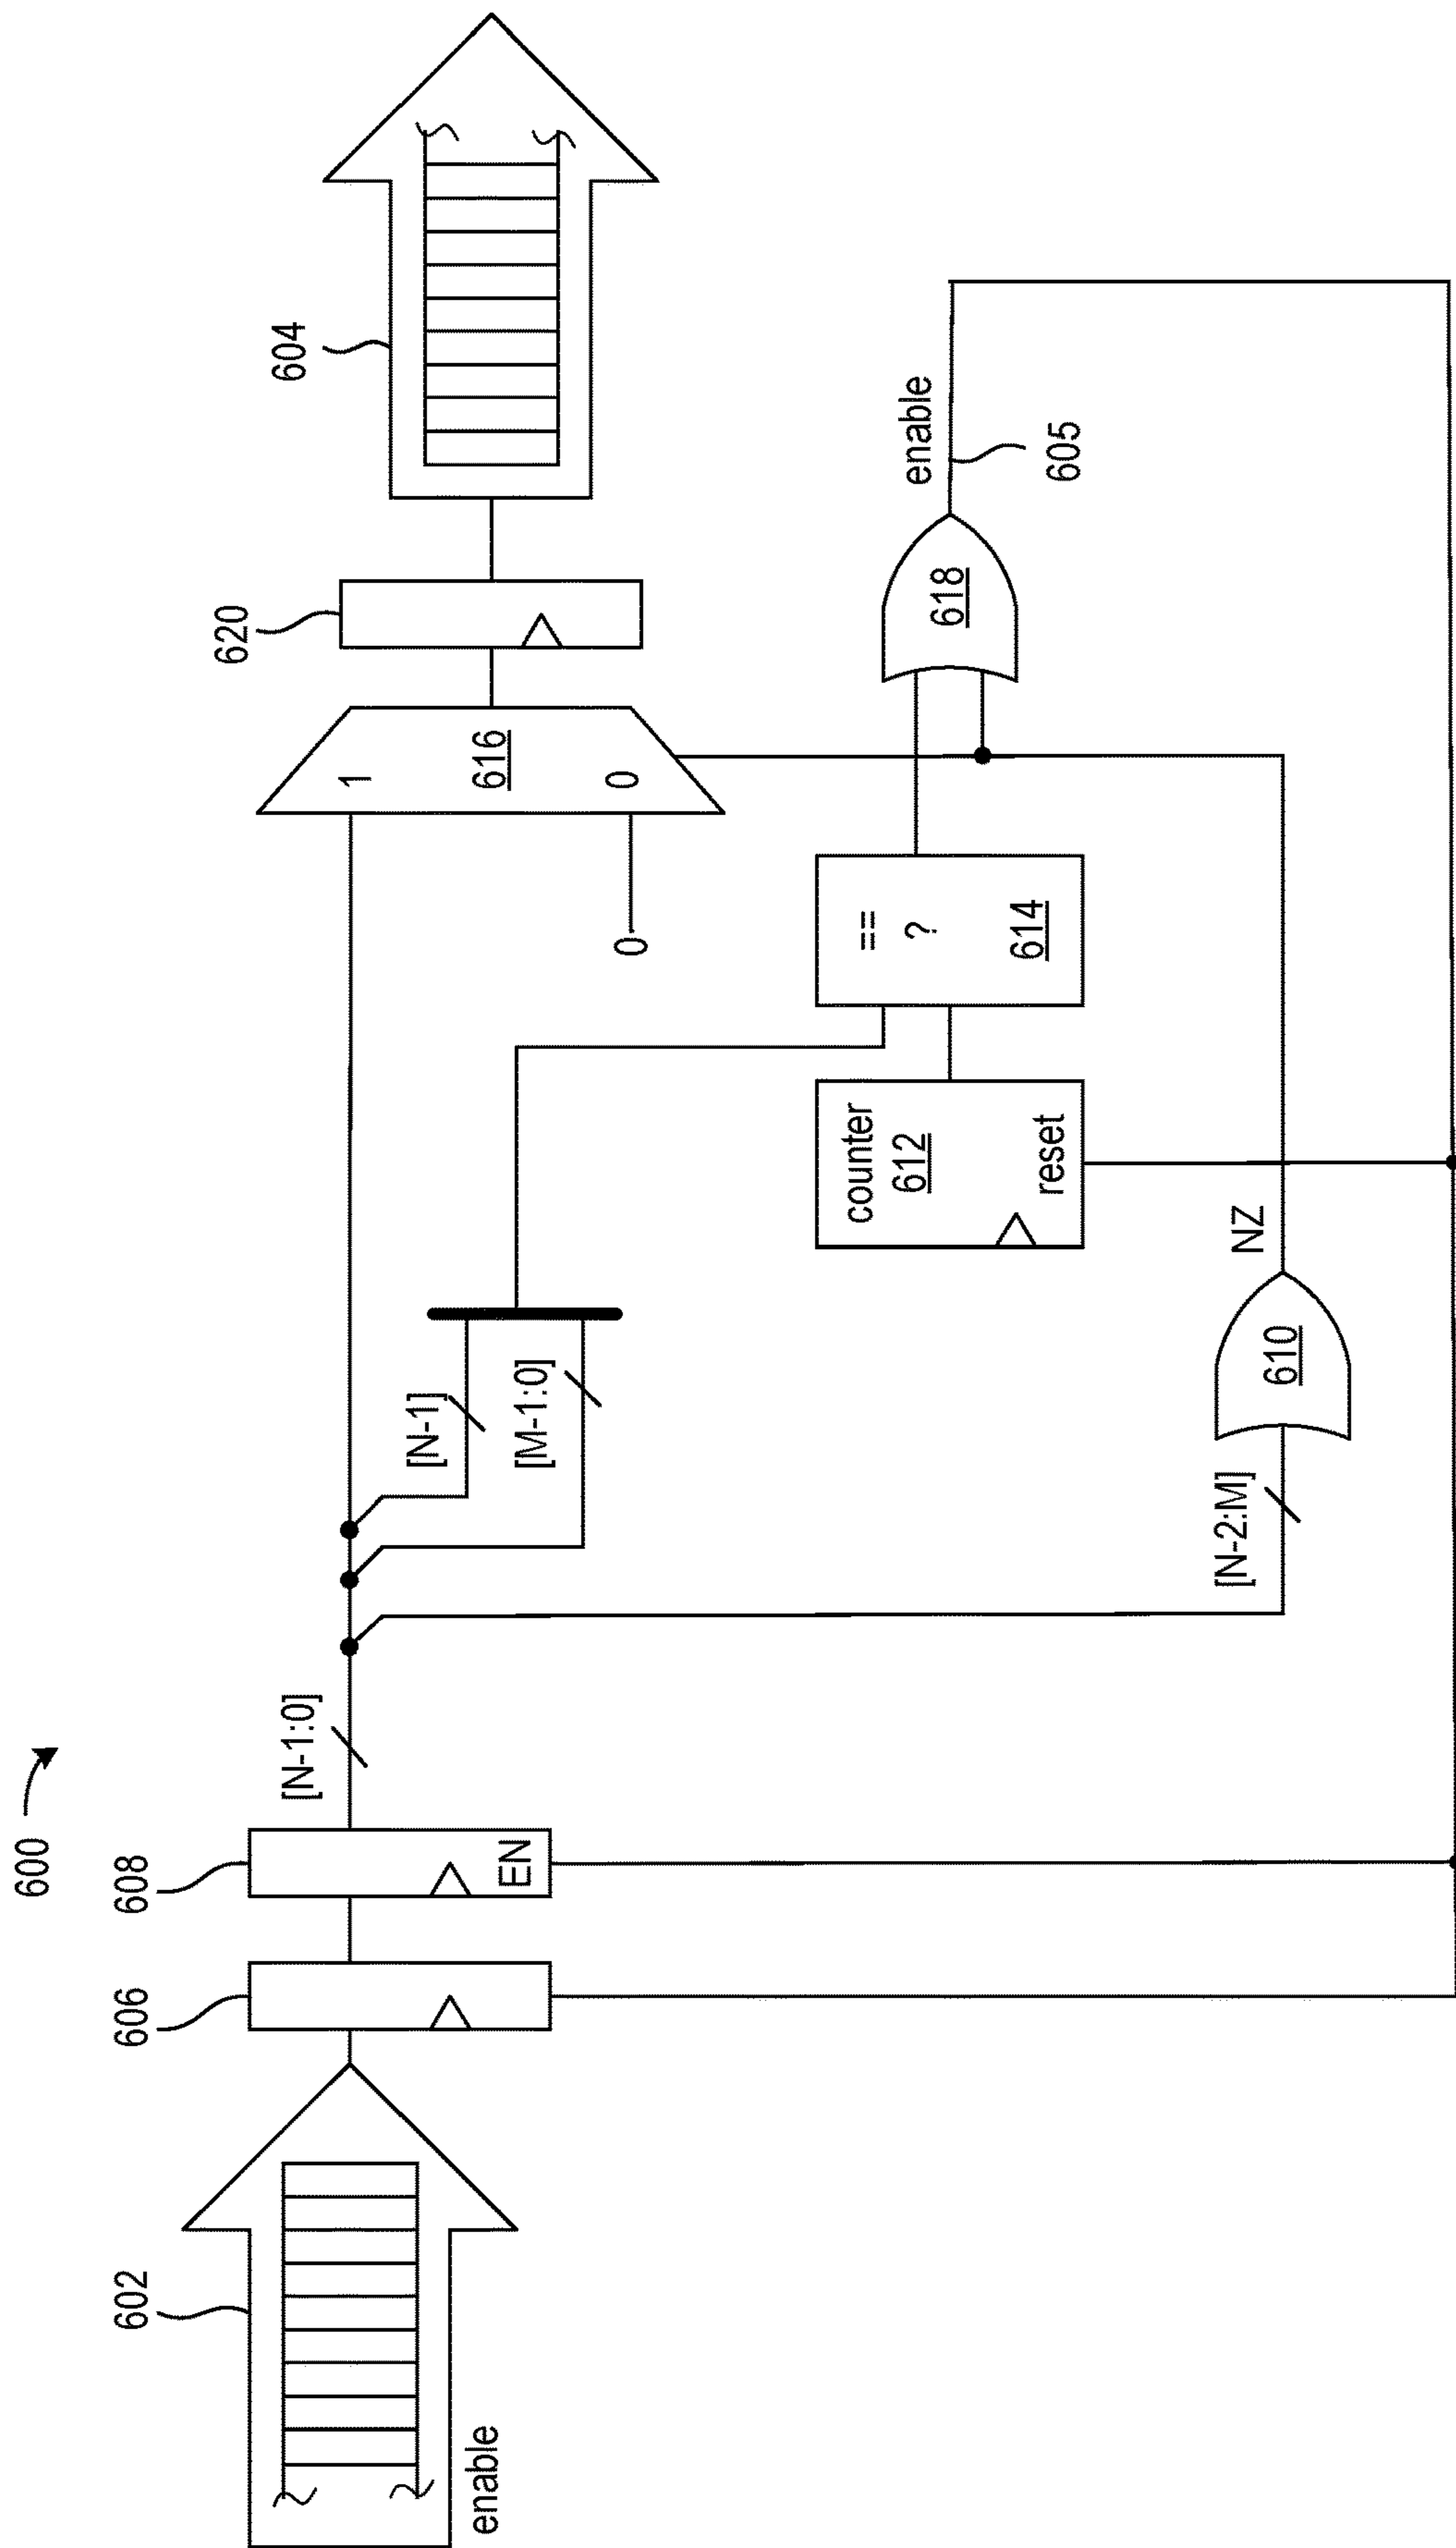 600
602
enable
606
608
EN
[N-1:0]
[N-1]
[M-1:0]
[N-2:M]
610
NZ
counter
612
reset
==
?
614
0
1
616
0
618
enable
605
620
604